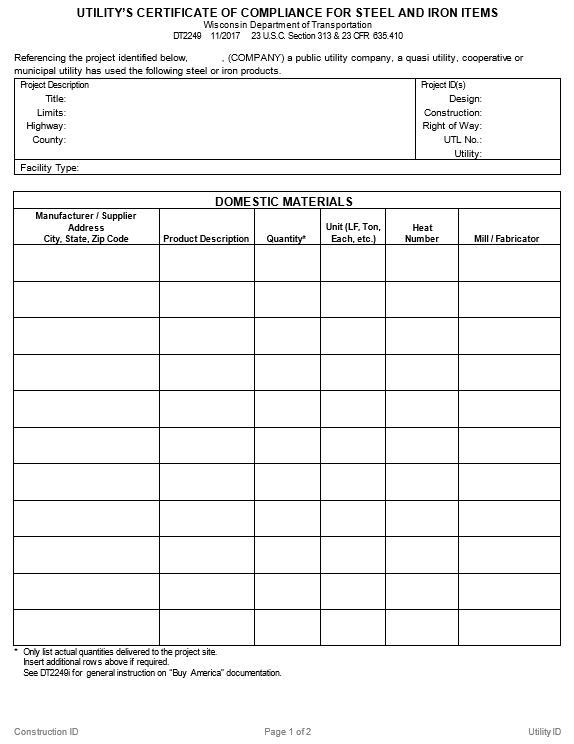 UTILITY'S CERTIFICATE OF COMPLIANCE FOR STEEL AND IRON ITEMS
Wisconsin Department of Transportation
DT2249 11/2017 23 U.S.C. Section 313 & 23 CFR 635.410
Referencing the project identified below, , (COMPANY) a public utility company, a quasi utility, cooperative or
municipal utility has used the following steel or iron products.
Project Description
Title:
Limits:
Highway:
County:
Project ID(s)
Design:
Construction:
Right of Way:
UTL No.:
Utility:
Facility Type:
DOMESTIC MATERIALS
Manufacturer / Supplier
Address
City, State, Zip Code
Product Description
Quantity*
Unit (LF, Ton,
Each, etc.)
Heat
Number
Mill / Fabricator
* Only list actual quantities delivered to the project site.
Insert additional rows above if required.
See DT2249i for general instruction on "Buy America" documentation.
Construction ID Page 1 of 2 Utility ID